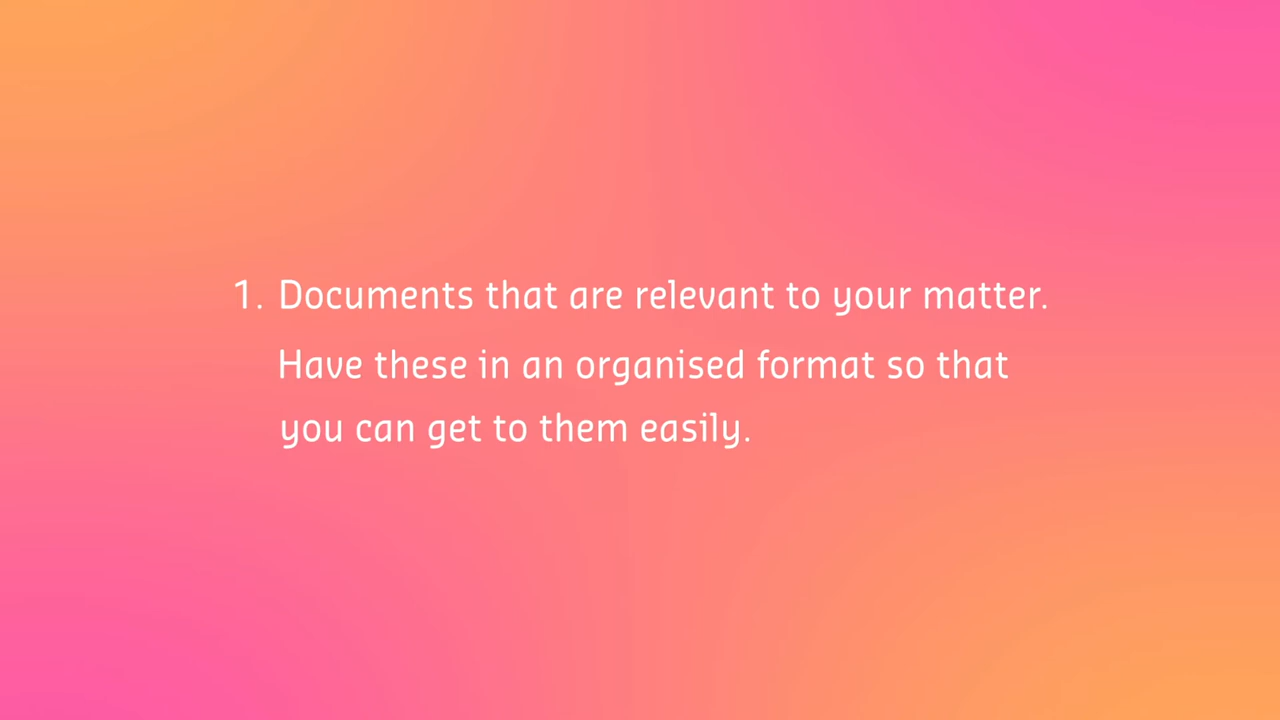 1. Documents that are relevant to your matter.
Have these in an organised format so that
you can get to them easily.